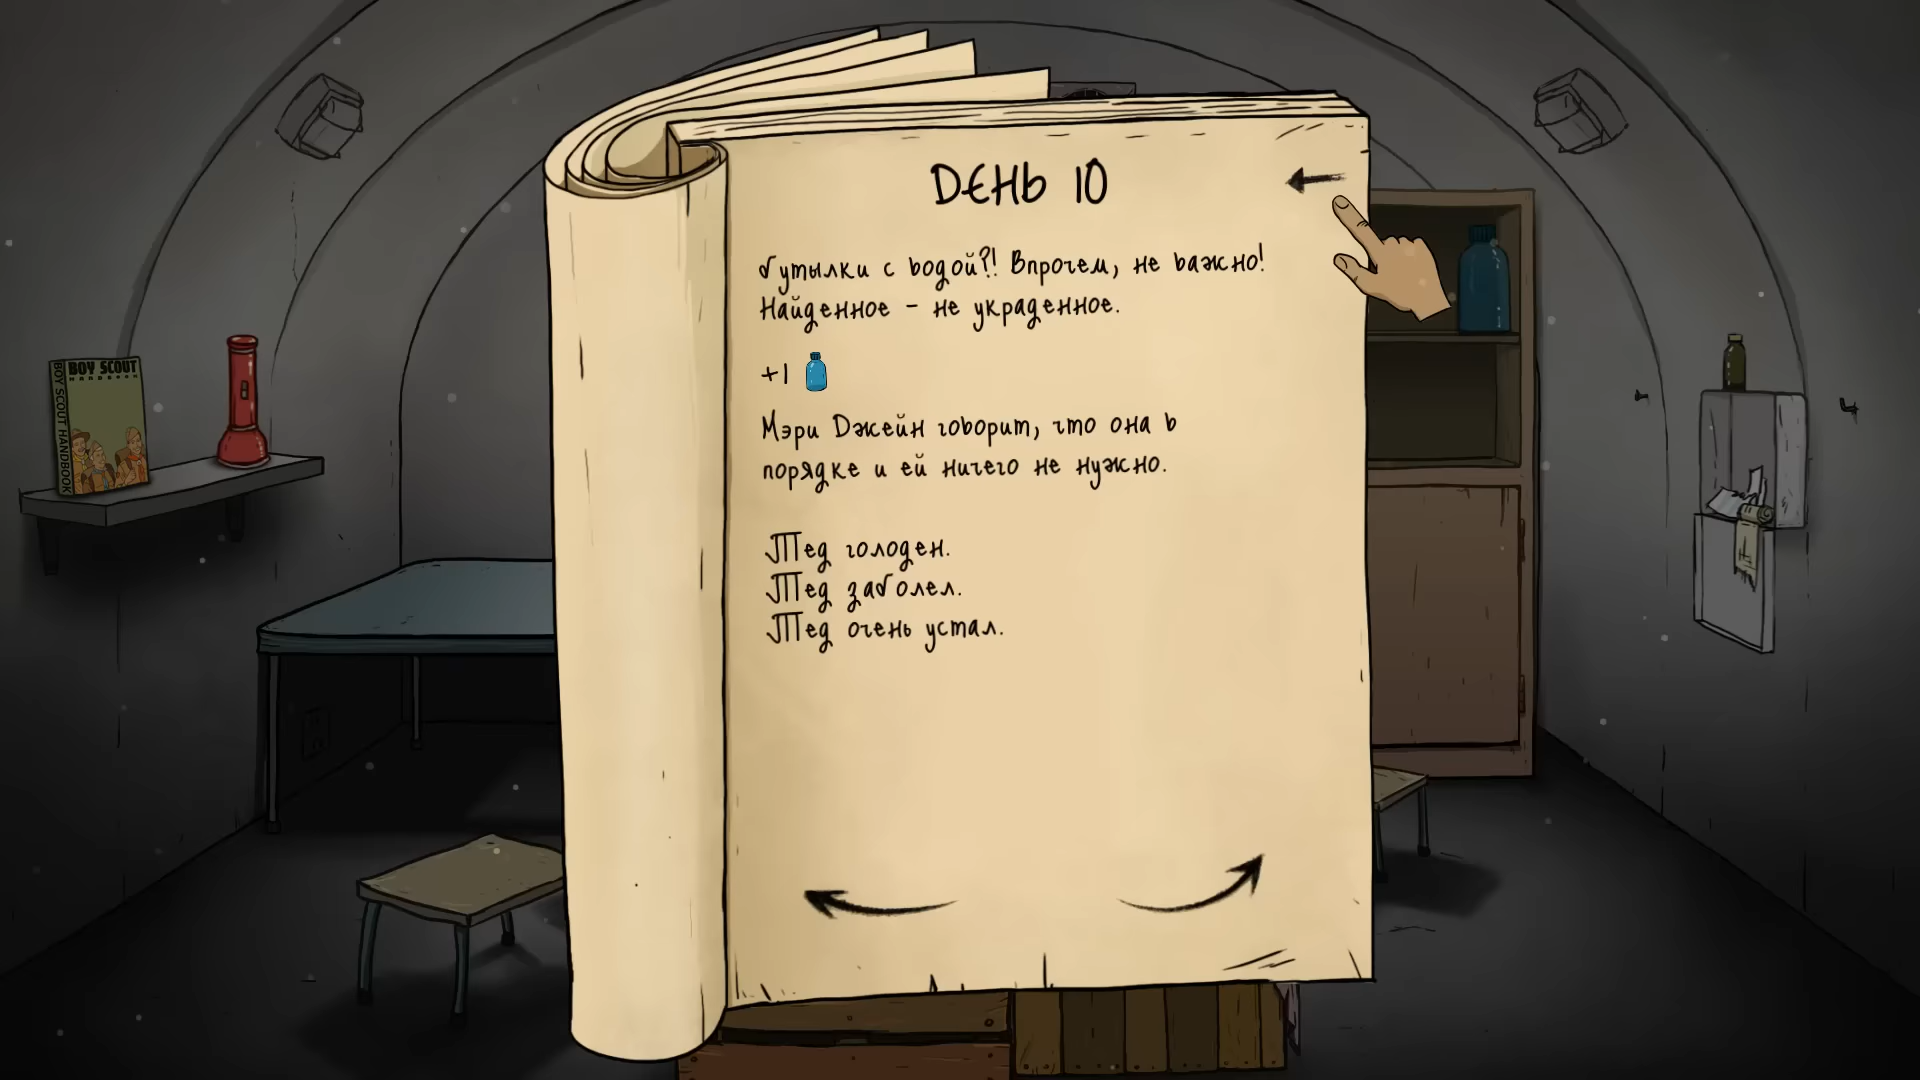 ДЕНЬ 10
бутылки с водой?! Впрочем, не важно!
Найденное - не украденное.
+1
Мэри Джейн говорит, что она в
порядке и ей ничего не нужно.
Тед голоден.
Тед заболел.
Тед очень устал.
BOY SCOUT
HANDBOOK
BOY SCOUT HANDBOOK